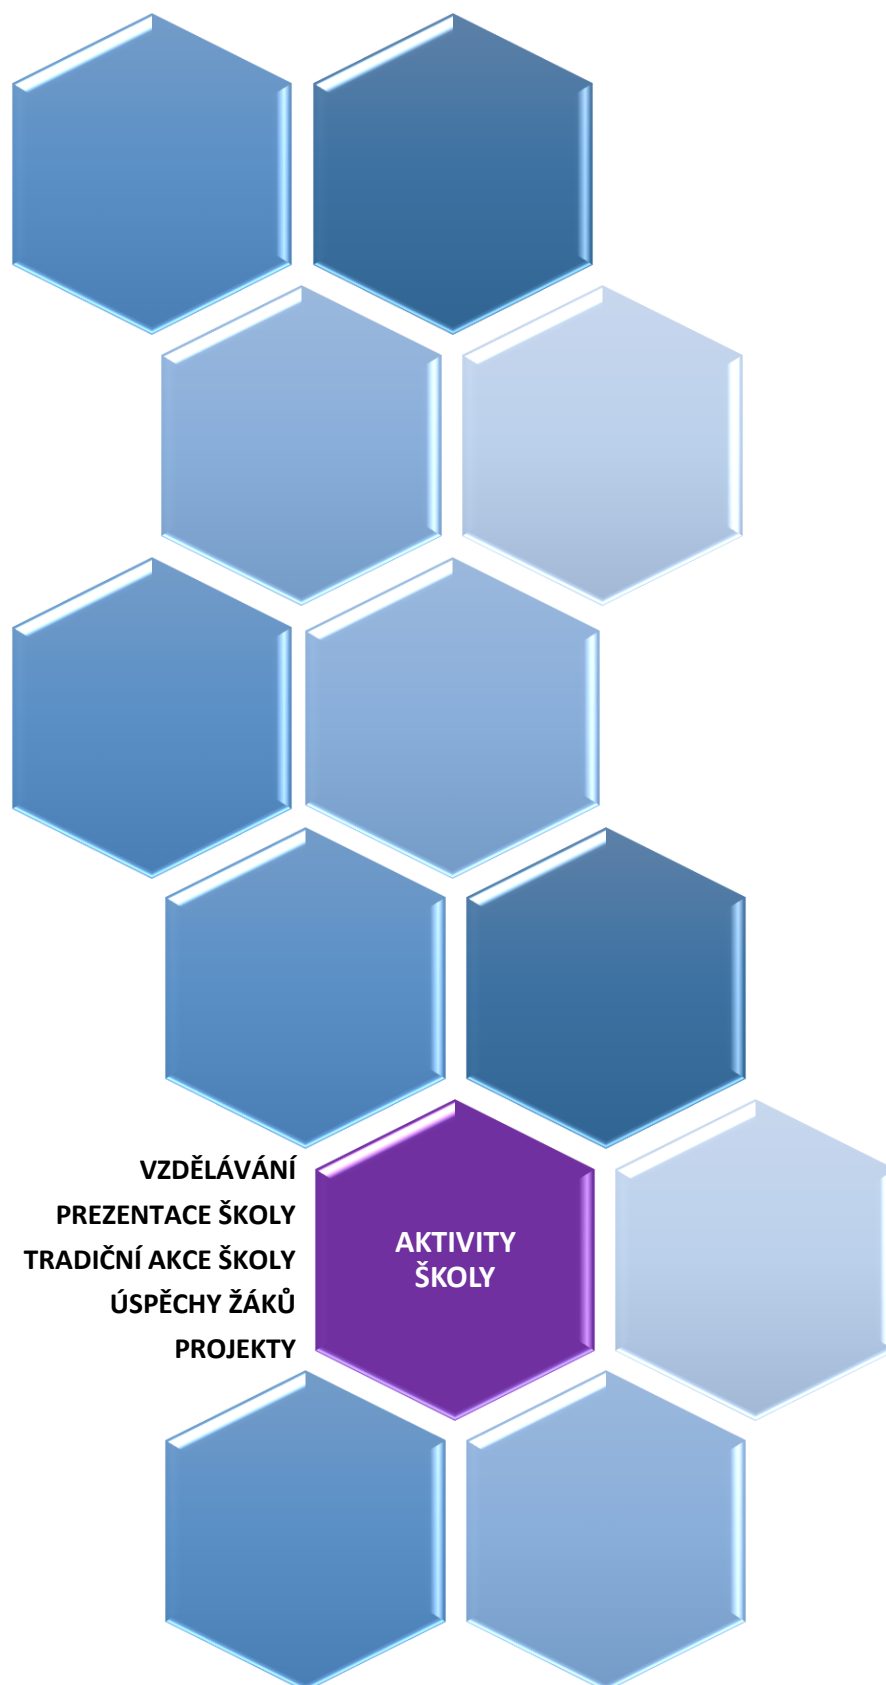 VZDĚLÁVÁNÍ
PREZENTACE ŠKOLY
TRADIČNÍ AKCE ŠKOLY
ÚSPĚCHY ŽÁKŮ
PROJEKTY
AKTIVITY
ŠKOLY